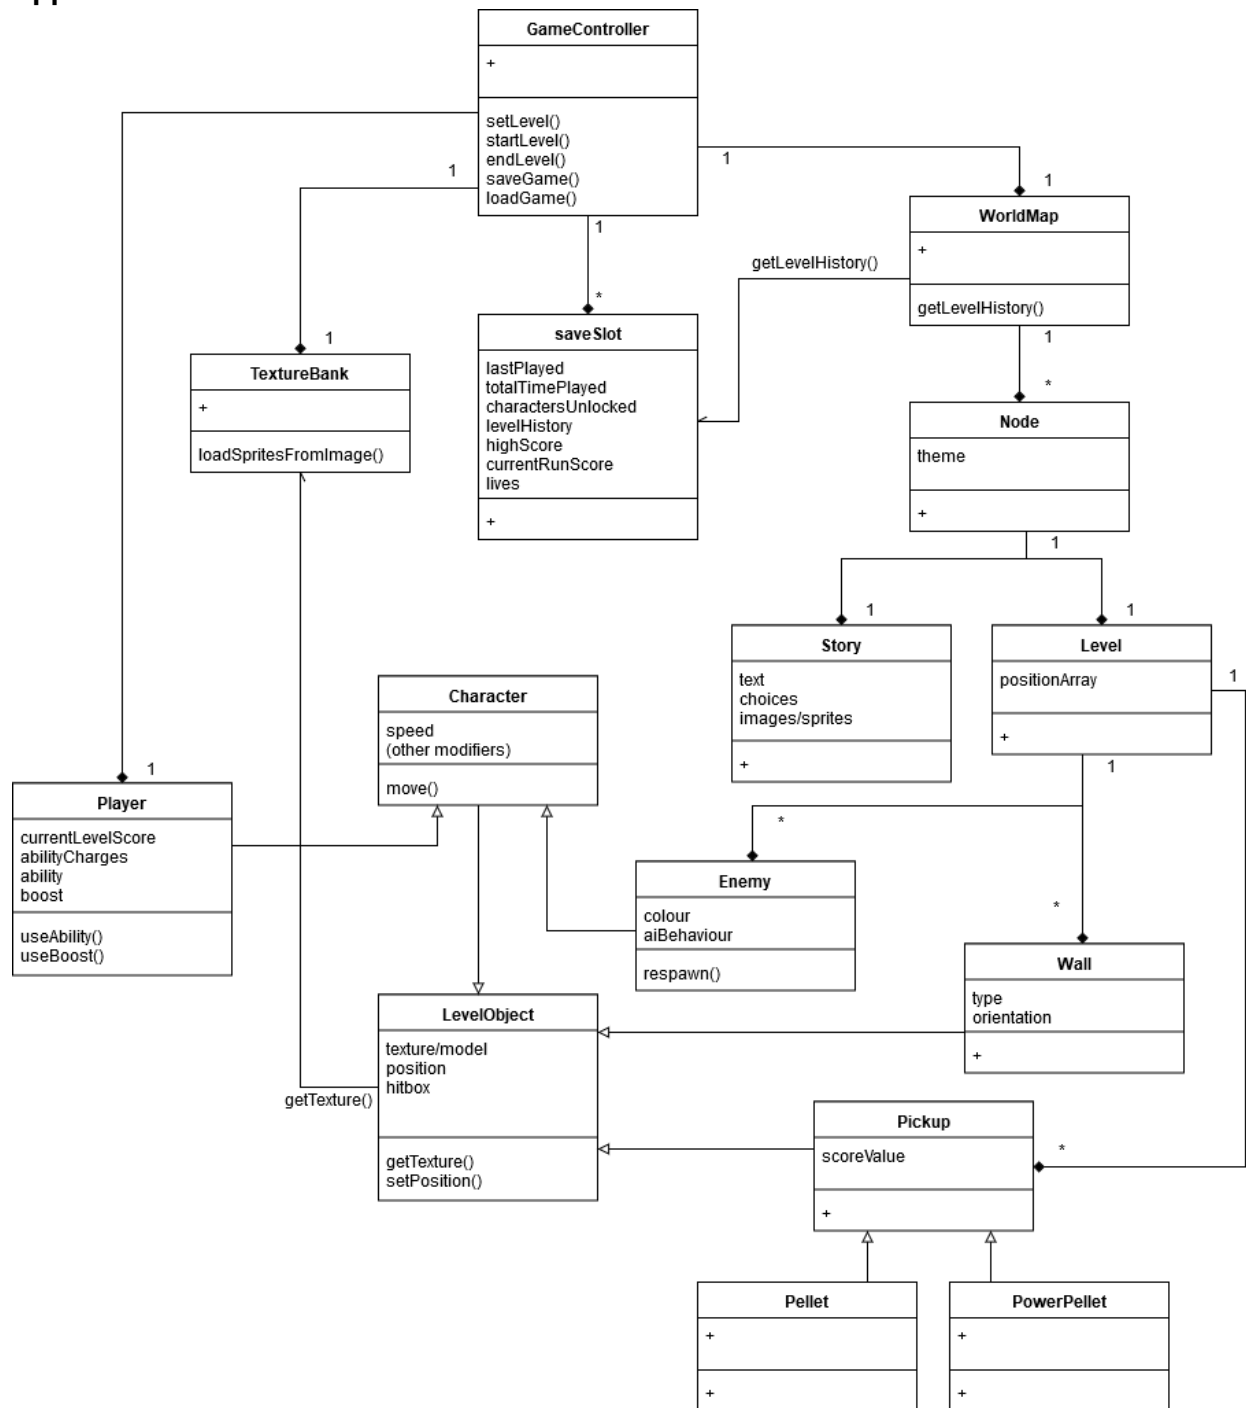 GameController
+
setLevel()
startLevel()
endLevel()
saveGame()
loadGame()
1
1
1
1
WorldMap
+
getLevelHistory()
getLevelHistory()
1
*
1
*
saveSlot
lastPlayed
totalTimePlayed
charactersUnlocked
levelHistory
highScore
currentRunScore
lives
+
1
TextureBank
+
loadSpritesFromImage()
Node
theme
+
1
1
1
Story
text
choices
images/sprites
+
Level
positionArray
+
1
1
Character
speed
(other modifiers)
move()
1
Player
currentLevelScore
abilityCharges
ability
boost
useAbility()
useBoost()
*
Enemy
colour
aiBehaviour
respawn()
*
Wall
type
orientation
+
LevelObject
texture/model
position
hitbox
getTexture()
setPosition()
getTexture()
Pickup
scoreValue
+
*
Pellet
+
+
PowerPellet
+
+